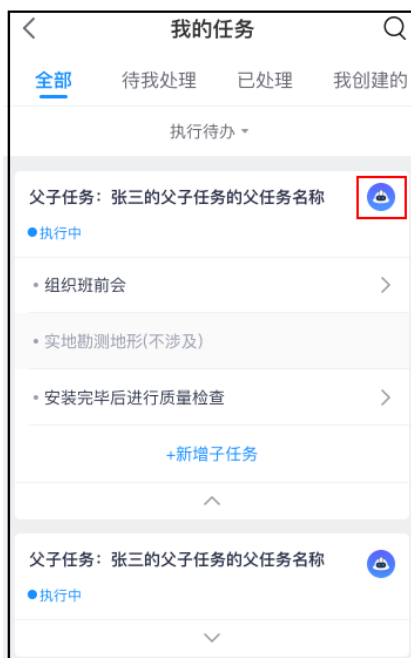 我的任务
全部 待我处理 已处理 我创建的
执行待办
父子任务：张三的父子任务的父任务名称
执行中
组织班前会
实地勘测地形(不涉及)
安装完毕后进行质量检查
+新增子任务
父子任务：张三的父子任务的父任务名称
执行中